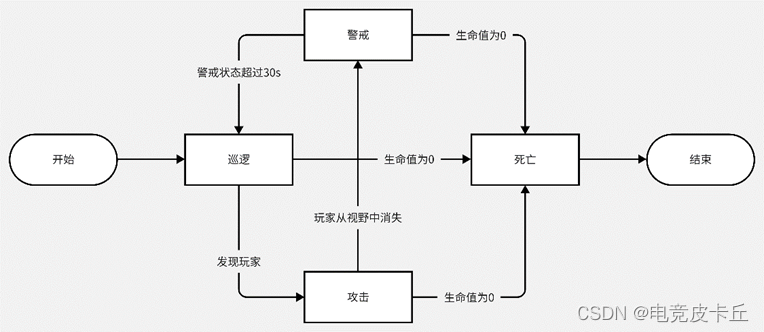 警戒
生命值为0
警戒状态超过30s
开始
巡逻
生命值为0
死亡
结束
玩家从视野中消失
发现玩家
攻击
生命值为0
CSDN @电竞皮卡丘